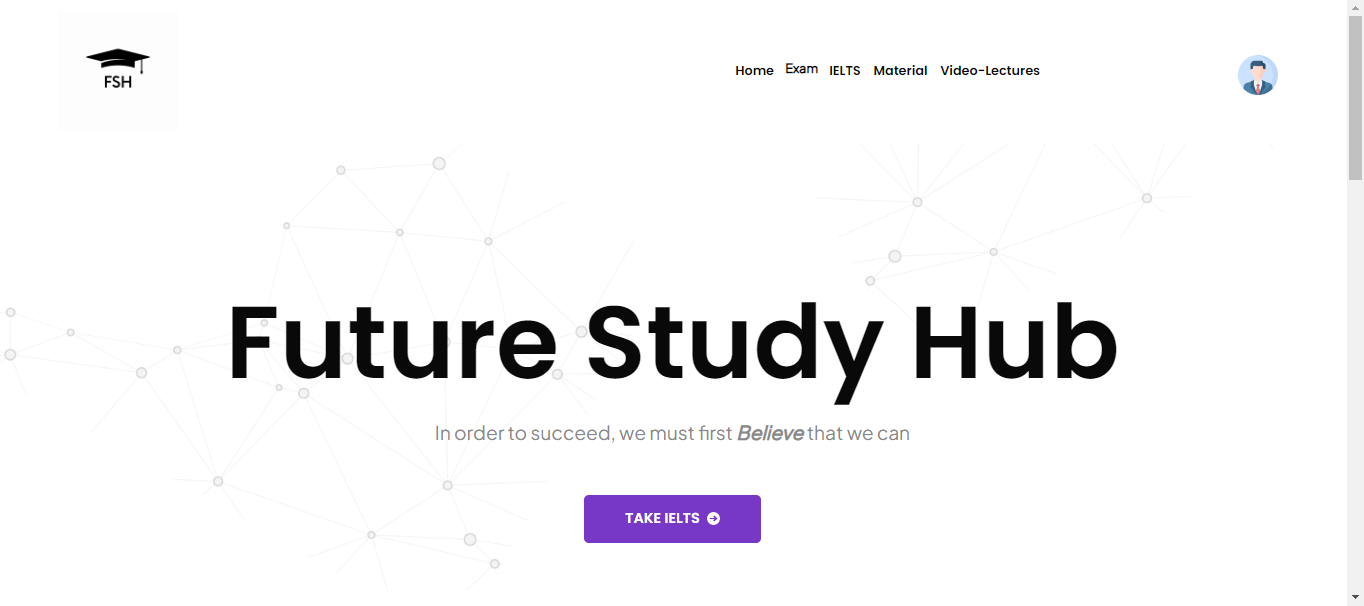 FSH
Home Exam IELTS Material Video-Lectures
Future Study Hub
In order to succeed, we must first Believe that we can
TAKE IELTS